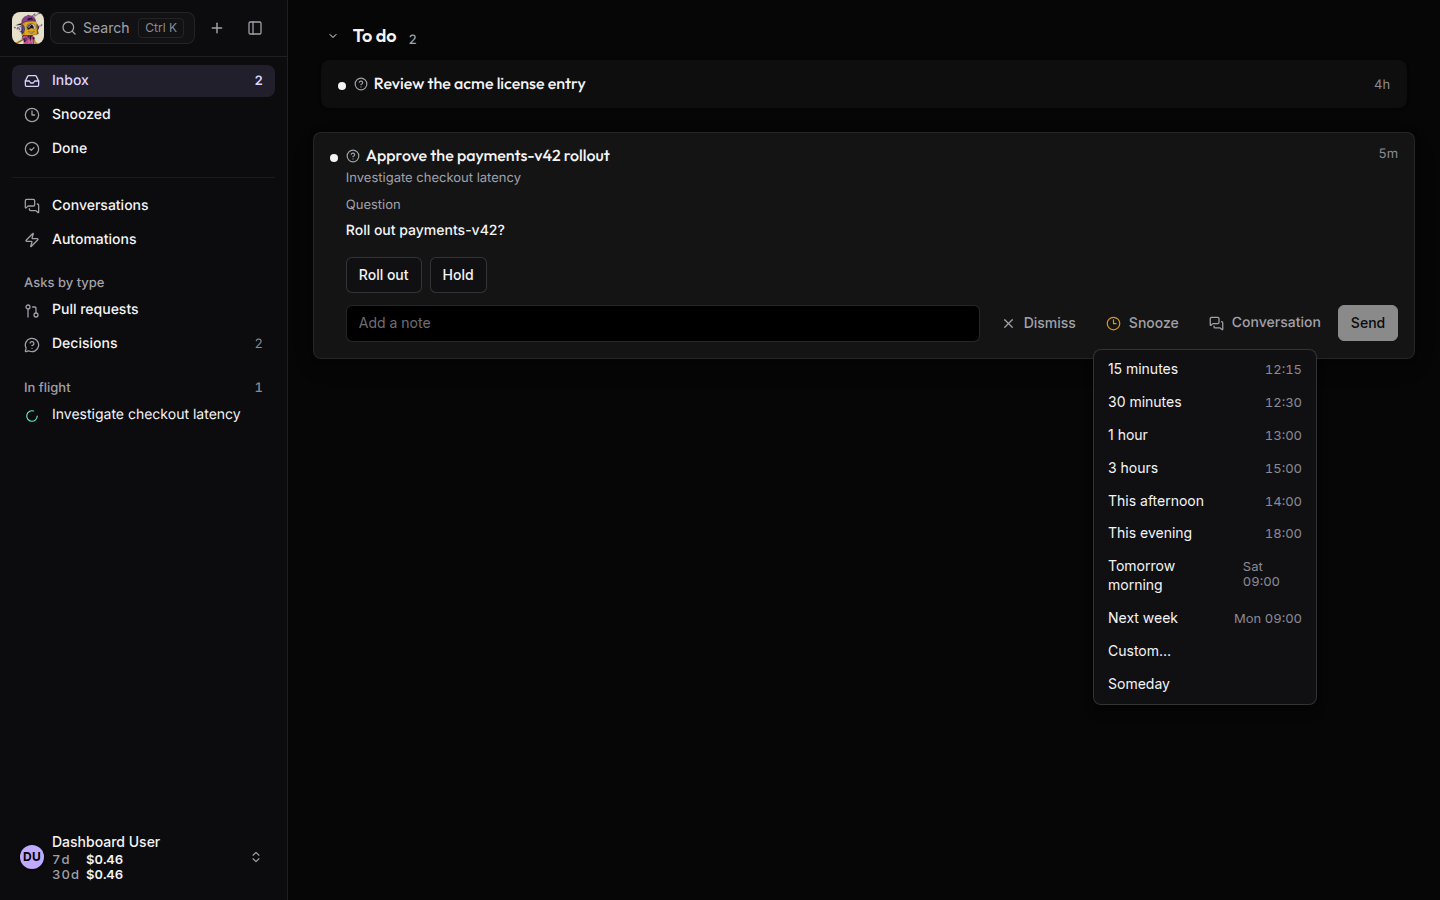 Search Ctrl K
Inbox 2
Snoozed
Done
Conversations
Automations
Asks by type
Pull requests
Decisions 2
In flight 1
Investigate checkout latency
DU
Dashboard User
7d $0.46
30d $0.46
To do 2
Review the acme license entry 4h
Approve the payments-v42 rollout 5m
Investigate checkout latency
Question
Roll out payments-v42?
Roll out Hold
Add a note Dismiss Snooze Conversation Send
15 minutes 12:15
30 minutes 12:30
1 hour 13:00
3 hours 15:00
This afternoon 14:00
This evening 18:00
Tomorrow morning Sat 09:00
Next week Mon 09:00
Custom...
Someday